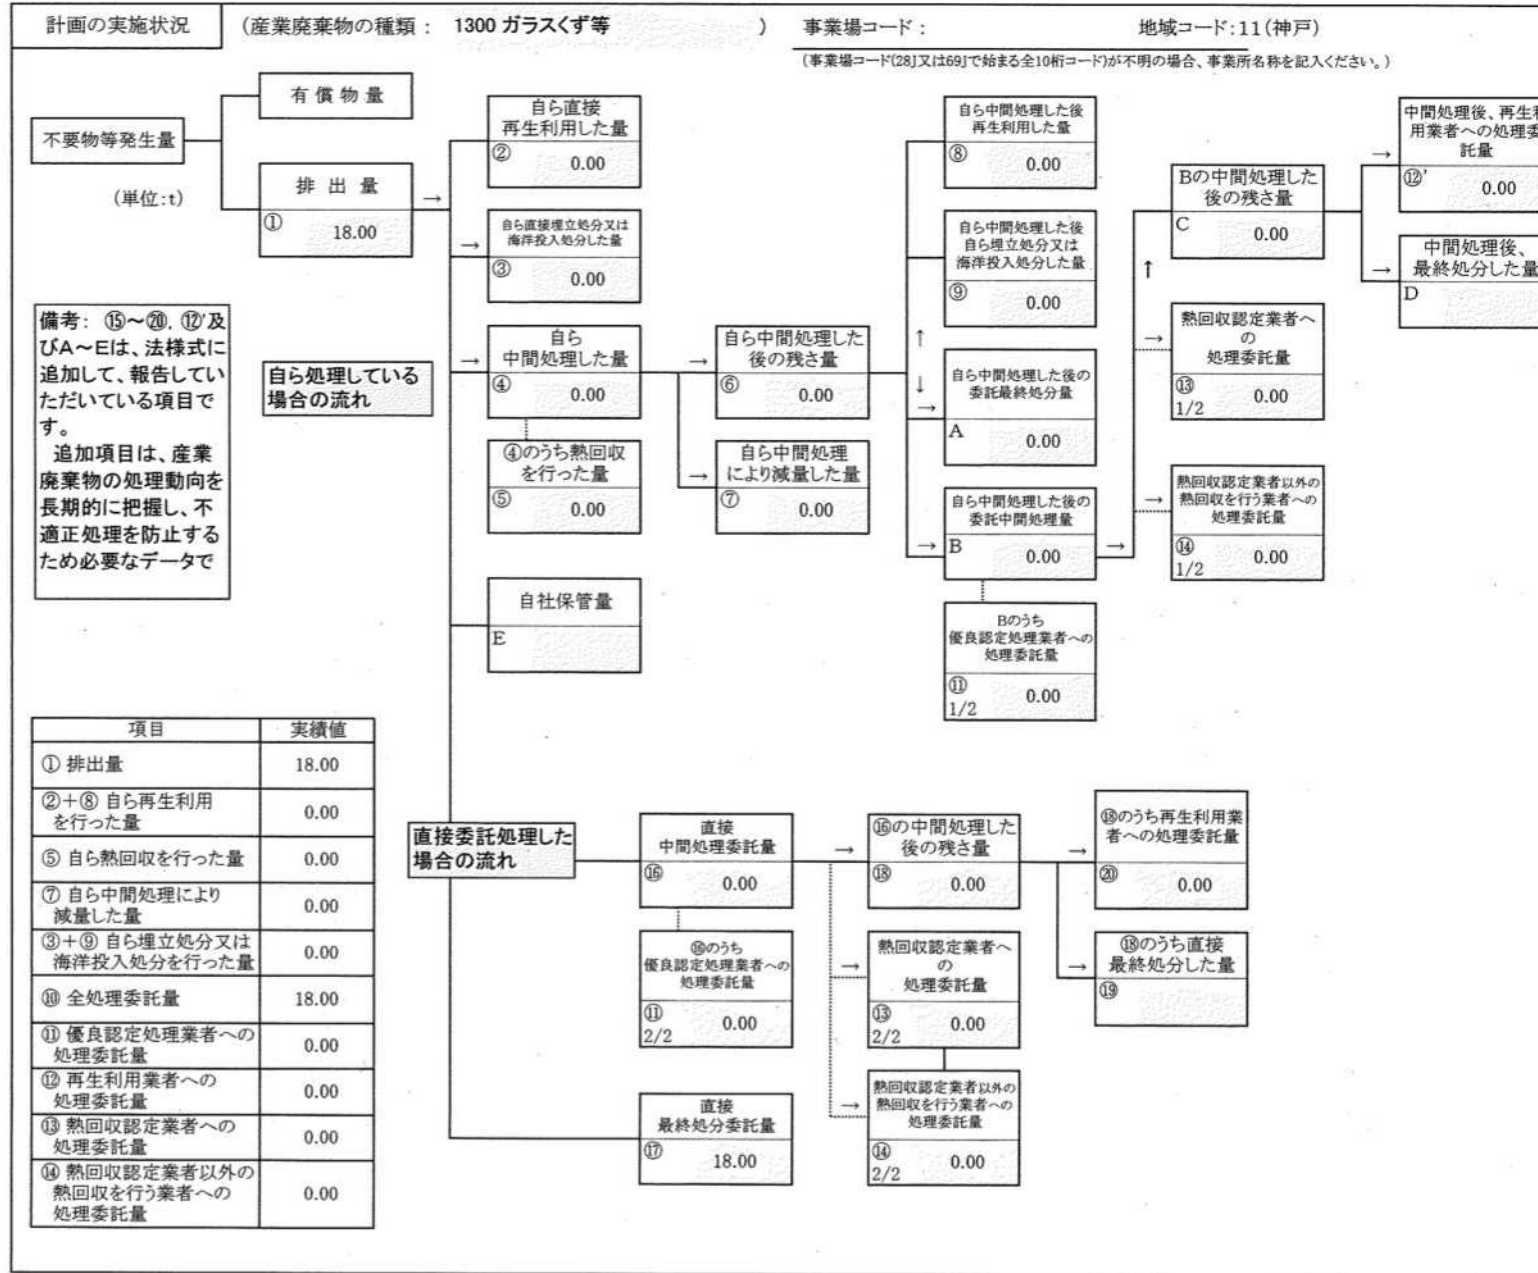 計画の実施状況 (産業廃棄物の種類： 1300 ガラスくず等 ) 事業場コード： 地域コード：11(神戸)
(事業場コード(28｣又は69｣で始まる全10桁コード)が不明の場合、事業所名称を記入ください。)
不要物等発生量
(単位:t)
有償物量
排出量
① 18.00
→
自ら直接
再生利用した量
② 0.00
→
自ら直接埋立処分又は
海洋投入処分した量
③ 0.00
備考： ⑮～⑳, ⑫'及
びA～Eは、法様式に
追加して、報告してい
ただいている項目で
す。
追加項目は、産業
廃棄物の処理動向を
長期的に把握し、不
適正処理を防止する
ため必要なデータで
自ら処理している
場合の流れ
→
自ら
中間処理した量
④ 0.00
④のうち熱回収
を行った量
⑤ 0.00
→
自ら中間処理した
後の残さ量
⑥ 0.00
→
自ら中間処理
により減量した量
⑦ 0.00
自社保管量
E
自ら中間処理した後
再生利用した量
⑧ 0.00
自ら中間処理した後
自ら埋立処分又は
海洋投入処分した量
⑨ 0.00
↑
↓
→
自ら中間処理した後の
委託最終処分量
A 0.00
→
自ら中間処理した後の
委託中間処理量
B 0.00
→
Bのうち
優良認定処理業者への
処理委託量
⑪
1/2 0.00
↑
Bの中間処理した
後の残さ量
C 0.00
→
熱回収認定業者へ
の
処理委託量
⑬
1/2 0.00
→
熱回収認定業者以外の
熱回収を行う業者への
処理委託量
⑭
1/2 0.00
→
中間処理後、再生利
用業者への処理委
託量
⑫' 0.00
→
中間処理後、
最終処分した量
D
項目 実績値
① 排出量 18.00
②＋⑧ 自ら再生利用
を行った量 0.00
⑤ 自ら熱回収を行った量 0.00
⑦ 自ら中間処理により
減量した量 0.00
③＋⑨ 自ら埋立処分又は
海洋投入処分を行った量 0.00
⑩ 全処理委託量 18.00
⑪ 優良認定処理業者への
処理委託量 0.00
⑫ 再生利用業者への
処理委託量 0.00
⑬ 熱回収認定業者への
処理委託量 0.00
⑭ 熱回収認定業者以外の
熱回収を行う業者への
処理委託量 0.00
直接委託処理した
場合の流れ
直接
中間処理委託量
⑯ 0.00
⑯のうち
優良認定処理業者への
処理委託量
⑪
2/2 0.00
直接
最終処分委託量
⑰ 18.00
→
⑯の中間処理した
後の残さ量
⑱ 0.00
→
熱回収認定業者へ
の
処理委託量
⑬
2/2 0.00
→
熱回収認定業者以外の
熱回収を行う業者への
処理委託量
⑭
2/2 0.00
→
⑱のうち再生利用業
者への処理委託量
⑳ 0.00
→
⑱のうち直接
最終処分した量
⑲